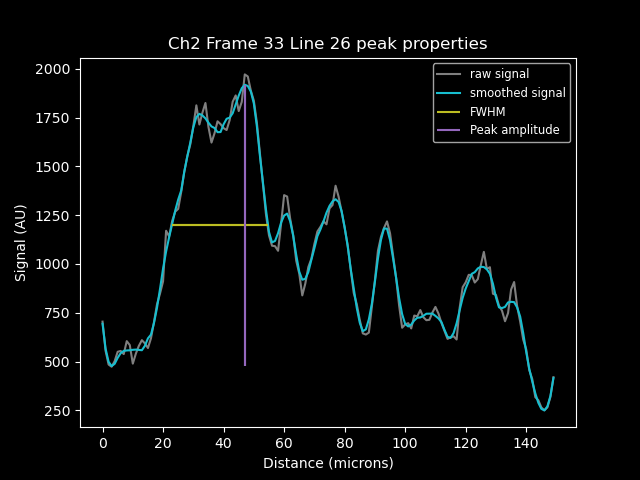 Ch2 Frame 33 Line 26 peak properties
raw signal
smoothed signal
FWHM
Peak amplitude
Signal (AU)
2000
1750
1500
1250
1000
750
500
250
0 20 40 60 80 100 120 140
Distance (microns)